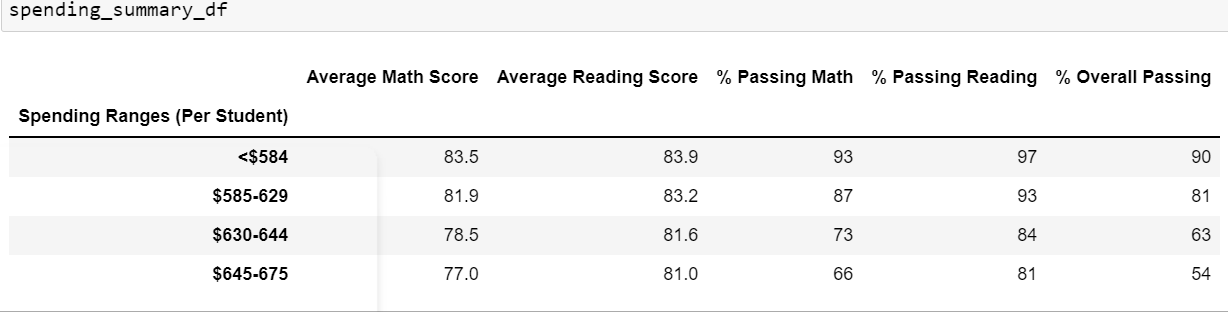 spending_summary_df
Average Math Score Average Reading Score % Passing Math % Passing Reading % Overall Passing
Spending Ranges (Per Student)
<$584 83.5 83.9 93 97 90
$585-629 81.9 83.2 87 93 81
$630-644 78.5 81.6 73 84 63
$645-675 77.0 81.0 66 81 54